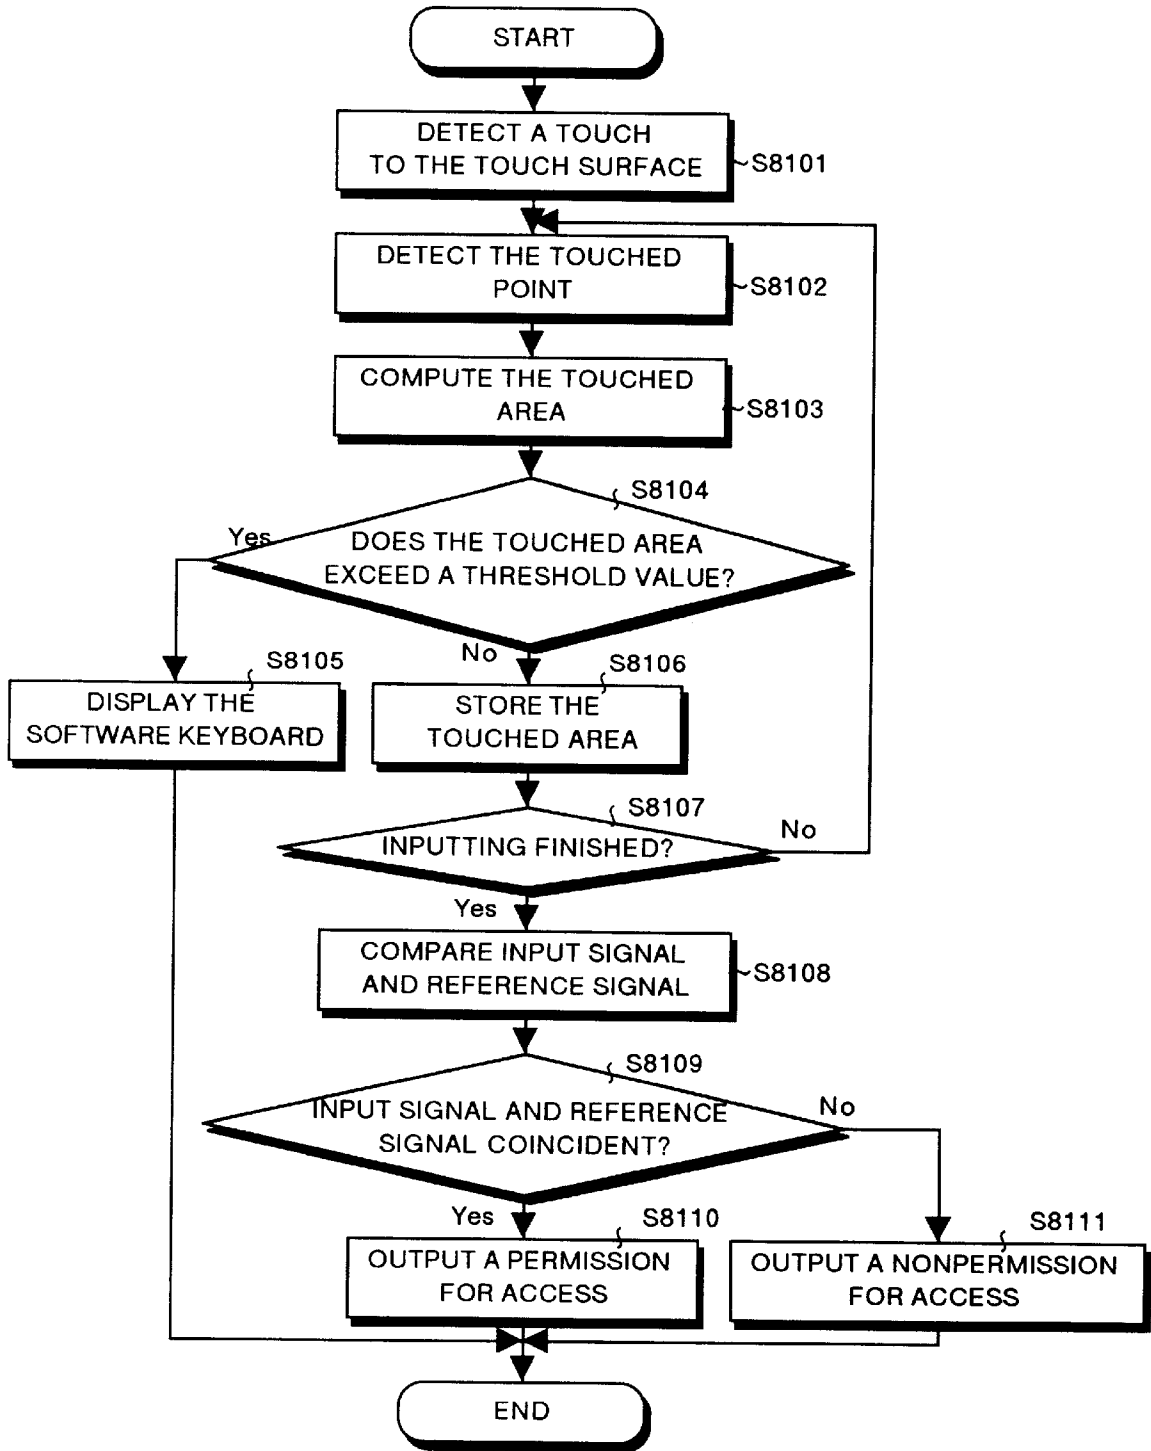 START
DETECT A TOUCH
TO THE TOUCH SURFACE
S8101
DETECT THE TOUCHED
POINT
S8102
COMPUTE THE TOUCHED
AREA
S8103
S8104
Yes
DOES THE TOUCHED AREA
EXCEED A THRESHOLD VALUE?
No
S8105
DISPLAY THE
SOFTWARE KEYBOARD
S8106
STORE THE
TOUCHED AREA
S8107
INPUTTING FINISHED?
No
Yes
COMPARE INPUT SIGNAL
AND REFERENCE SIGNAL
S8108
S8109
INPUT SIGNAL AND REFERENCE
SIGNAL COINCIDENT?
No
Yes
S8110
OUTPUT A PERMISSION
FOR ACCESS
S8111
OUTPUT A NONPERMISSION
FOR ACCESS
END